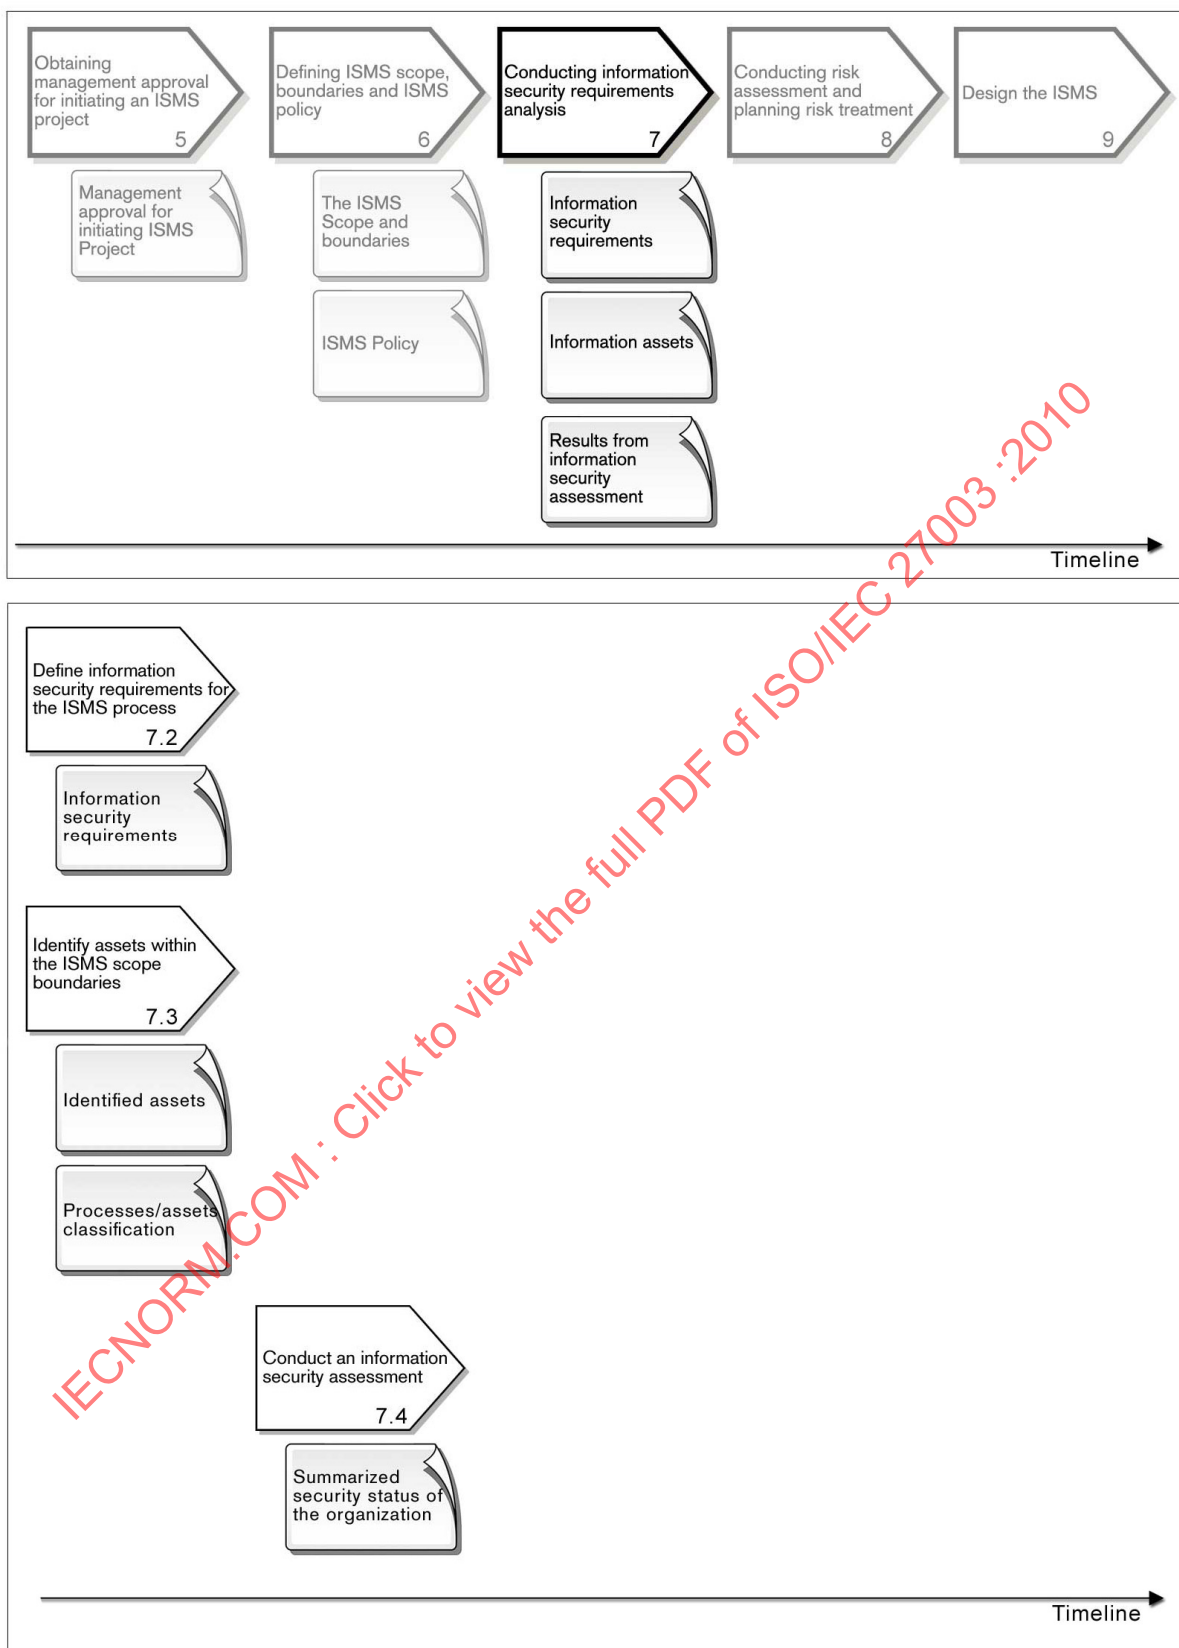 Obtaining
management approval
for initiating an ISMS
project
5
Defining ISMS scope,
boundaries and ISMS
policy
6
Conducting information
security requirements
analysis
7
Conducting risk
assessment and
planning risk treatment
8
Design the ISMS
9
Management
approval for
initiating ISMS
Project
The ISMS
Scope and
boundaries
ISMS Policy
Information
security
requirements
Information assets
Results from
information
security
assessment
Timeline
Define information
security requirements for
the ISMS process
7.2
Information
security
requirements
Identify assets within
the ISMS scope
boundaries
7.3
Identified assets
Processes/assets
classification
Conduct an information
security assessment
7.4
Summarized
security status of
the organization
Timeline
IECNORM.COM : Click to view the full PDF of ISO/IEC 27003 :2010